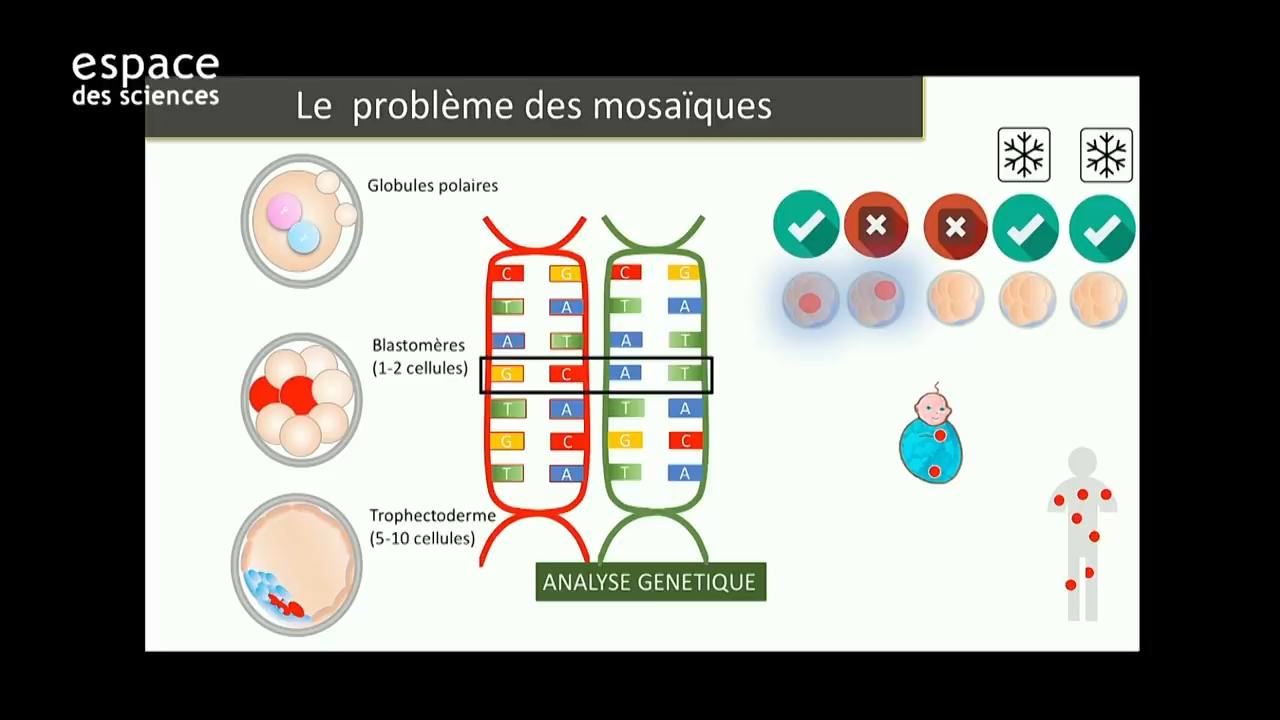 espace
des sciences
Le problème des mosaïques
Globules polaires
C G C G
T A T A
A T A T
Blastomères
(1-2 cellules)
G C A T
T A T A
G C G C
T A T A
Trophectoderme
(5-10 cellules)
ANALYSE GENETIQUE